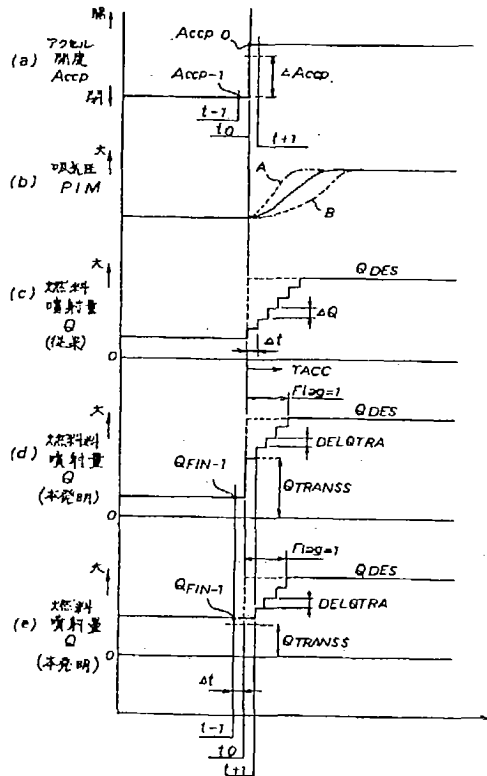 開
(a) アクセル
開度
Accp
閉
Accp 0
Accp-1
ΔAccp
t-1
t0
t+1
大
(b) 吸気圧
PIM
A
B
大
(c) 燃料
噴射量
Q
(従来)
0
QDES
ΔQ
Δt
TACC
Flag=1
大
(d) 燃料料
噴射量
Q
(本発明)
0
QFIN-1
QDES
DELQTRA
QTRANSS
Flag=1
大
(e) 燃料
噴射量
Q
(本発明)
0
QFIN-1
QDES
DELQTRA
QTRANSS
Δt
t-1
t0
t+1